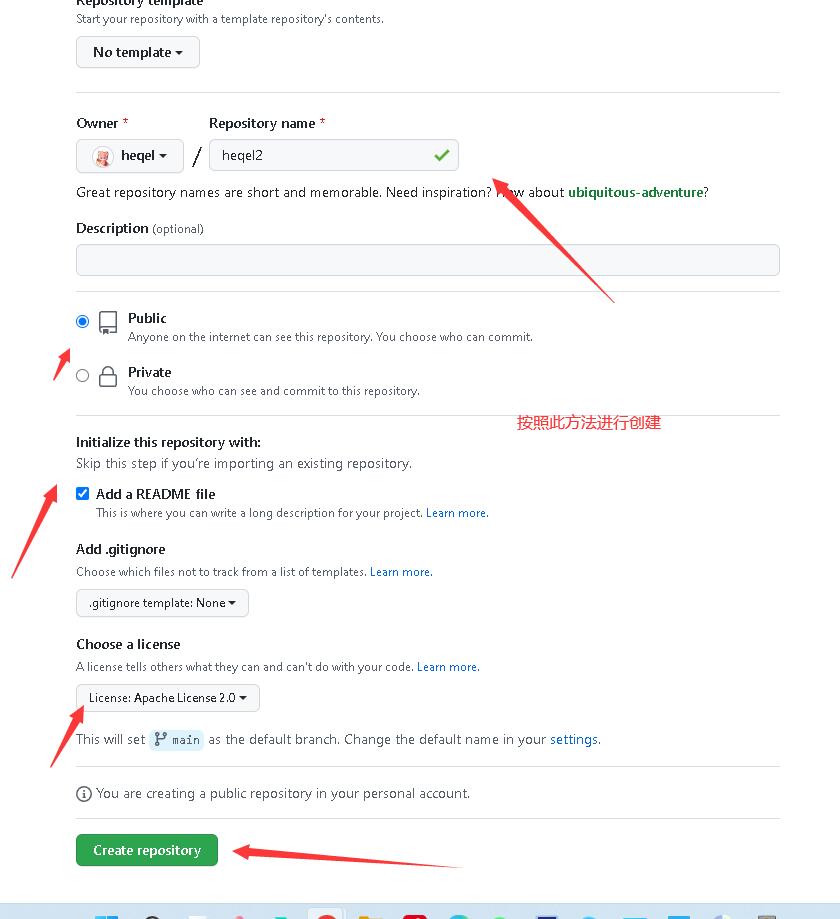 Repository template
Start your repository with a template repository's contents.
No template
Owner * Repository name *
heqel / heqel2
Great repository names are short and memorable. Need inspiration? How about ubiquitous-adventure?
Description (optional)
Public
Anyone on the internet can see this repository. You choose who can commit.
Private
You choose who can see and commit to this repository.
按照此方法进行创建
Initialize this repository with:
Skip this step if you're importing an existing repository.
Add a README file
This is where you can write a long description for your project. Learn more.
Add .gitignore
Choose which files not to track from a list of templates. Learn more.
.gitignore template: None
Choose a license
A license tells others what they can and can't do with your code. Learn more.
License: Apache License 2.0
This will set main as the default branch. Change the default name in your settings.
You are creating a public repository in your personal account.
Create repository